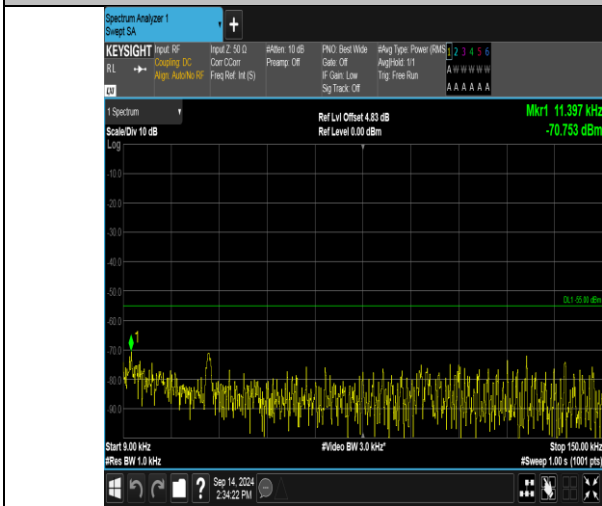 Spectrum Analyzer 1
Swept SA
+
KEYSIGHT Input: RF Input Z: 50 Ω #Atten: 10 dB PNO: Best Wide #Avg Type: Power (RMS 1 2 3 4 5 6
RL Coupling: DC Corr CCorr Preamp: Off Gate: Off Avg|Hold: 1/1 A W W W W W
Align: Auto/No RF Freq Ref: Int (S) IF Gain: Low Trig: Free Run
Sig Track: Off A A A A A A
1 Spectrum Ref Lvl Offset 4.83 dB Mkr1 11.397 kHz
Scale/Div 10 dB Ref Level 0.00 dBm -70.753 dBm
Log
-10.0
-20.0
-30.0
-40.0
-50.0
DL1 -55.00 dBm
-60.0
1
-70.0
-80.0
-90.0
Start 9.00 kHz #Video BW 3.0 kHz* Stop 150.00 kHz
#Res BW 1.0 kHz #Sweep 1.00 s (1001 pts)
? Sep 14, 2024
2:34:22 PM